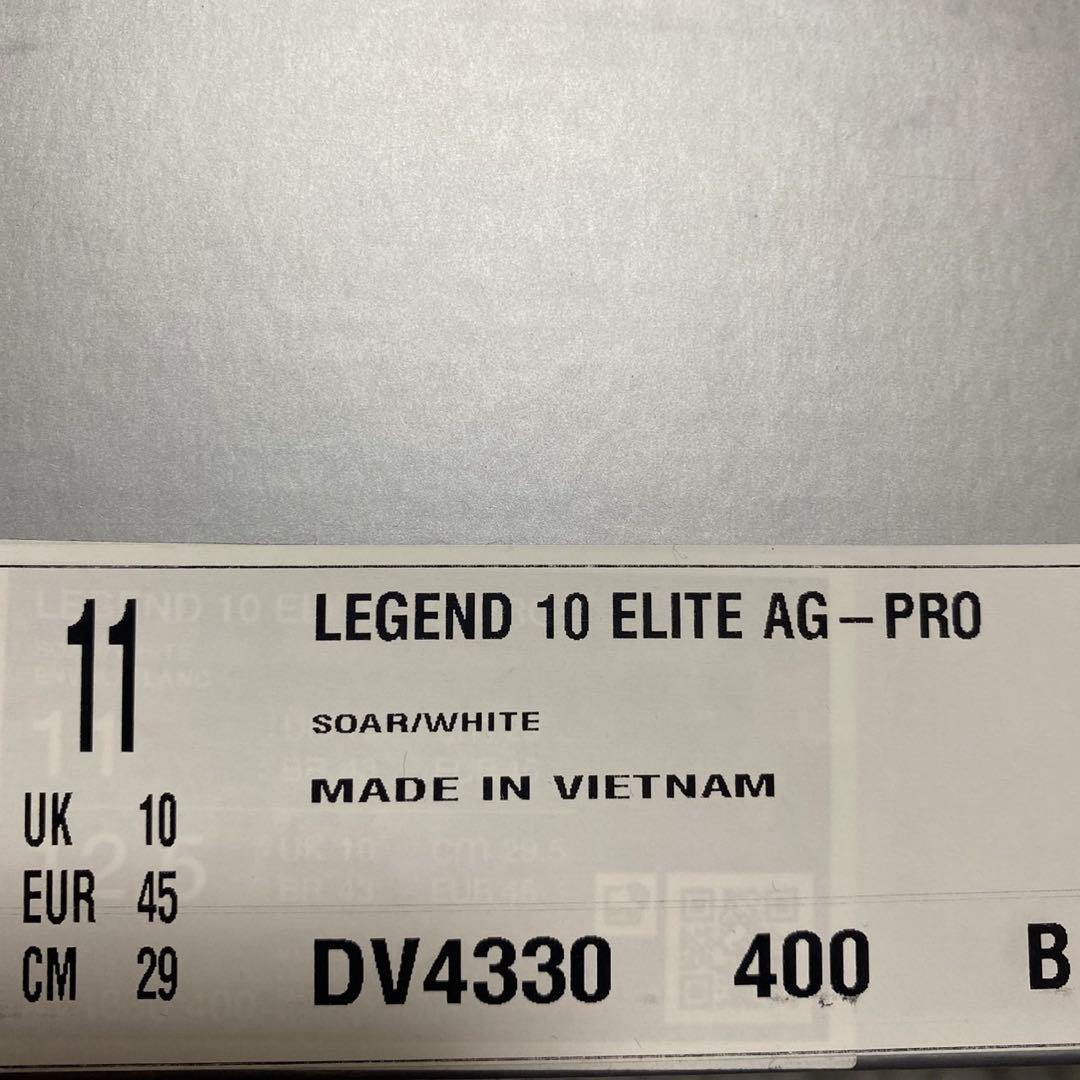 11
LEGEND 10 ELITE AG-PRO
SOAR/WHITE
MADE IN VIETNAM
UK 10
EUR 45
CM 29
DV4330 400 B